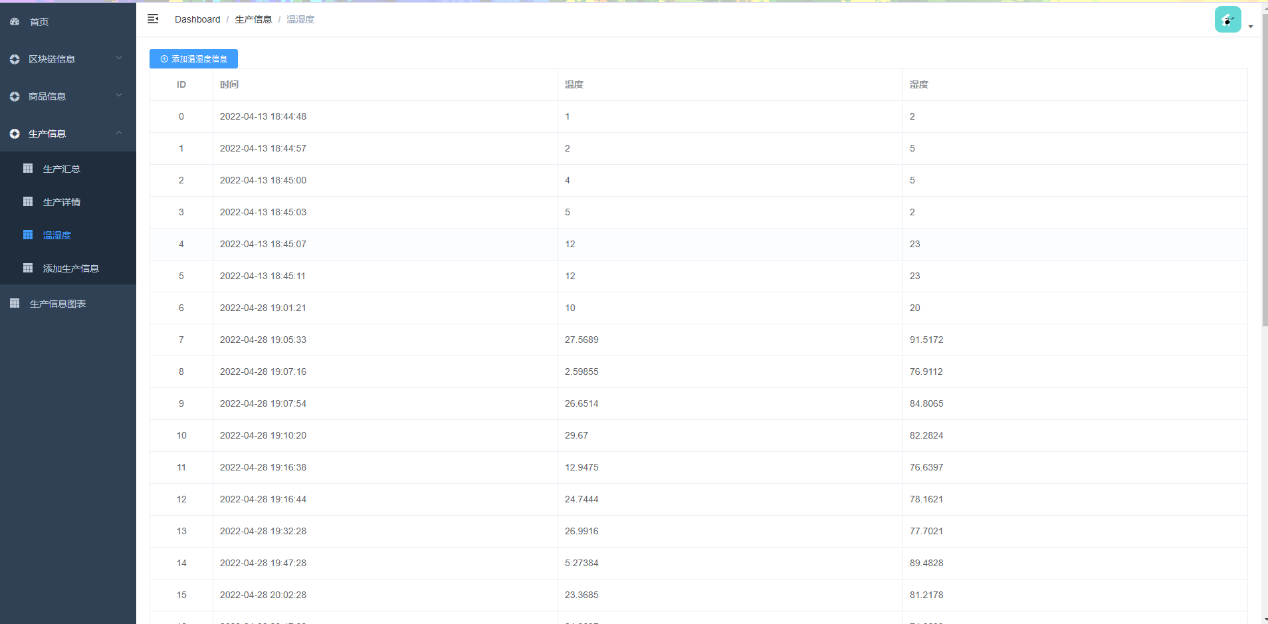 首页
区块链信息
商品信息
生产信息
生产汇总
生产详情
温湿度
添加生产信息
生产信息图表
Dashboard / 生产信息 / 温湿度
添加温湿度信息
ID 时间 温度 湿度
0 2022-04-13 18:44:48 1 2
1 2022-04-13 18:44:57 2 5
2 2022-04-13 18:45:00 4 5
3 2022-04-13 18:45:03 5 2
4 2022-04-13 18:45:07 12 23
5 2022-04-13 18:45:11 12 23
6 2022-04-28 19:01:21 10 20
7 2022-04-28 19:05:33 27.5689 91.5172
8 2022-04-28 19:07:16 2.59855 76.9112
9 2022-04-28 19:07:54 26.6514 84.8065
10 2022-04-28 19:10:20 29.67 82.2824
11 2022-04-28 19:16:38 12.9475 76.6397
12 2022-04-28 19:16:44 24.7444 78.1621
13 2022-04-28 19:32:28 26.9916 77.7021
14 2022-04-28 19:47:28 5.27384 89.4828
15 2022-04-28 20:02:28 23.3685 81.2178